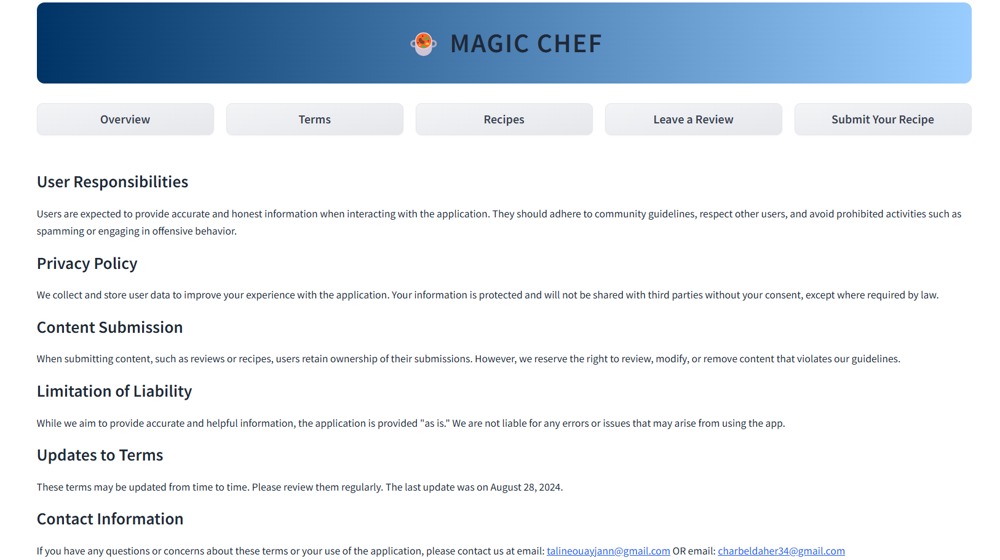 MAGIC CHEF
Overview
Terms
Recipes
Leave a Review
Submit Your Recipe
User Responsibilities
Users are expected to provide accurate and honest information when interacting with the application. They should adhere to community guidelines, respect other users, and avoid prohibited activities such as
spamming or engaging in offensive behavior.
Privacy Policy
We collect and store user data to improve your experience with the application. Your information is protected and will not be shared with third parties without your consent, except where required by law.
Content Submission
When submitting content, such as reviews or recipes, users retain ownership of their submissions. However, we reserve the right to review, modify, or remove content that violates our guidelines.
Limitation of Liability
While we aim to provide accurate and helpful information, the application is provided "as is." We are not liable for any errors or issues that may arise from using the app.
Updates to Terms
These terms may be updated from time to time. Please review them regularly. The last update was on August 28, 2024.
Contact Information
If you have any questions or concerns about these terms or your use of the application, please contact us at email: talineouayjann@gmail.com OR email: charbeldaher34@gmail.com